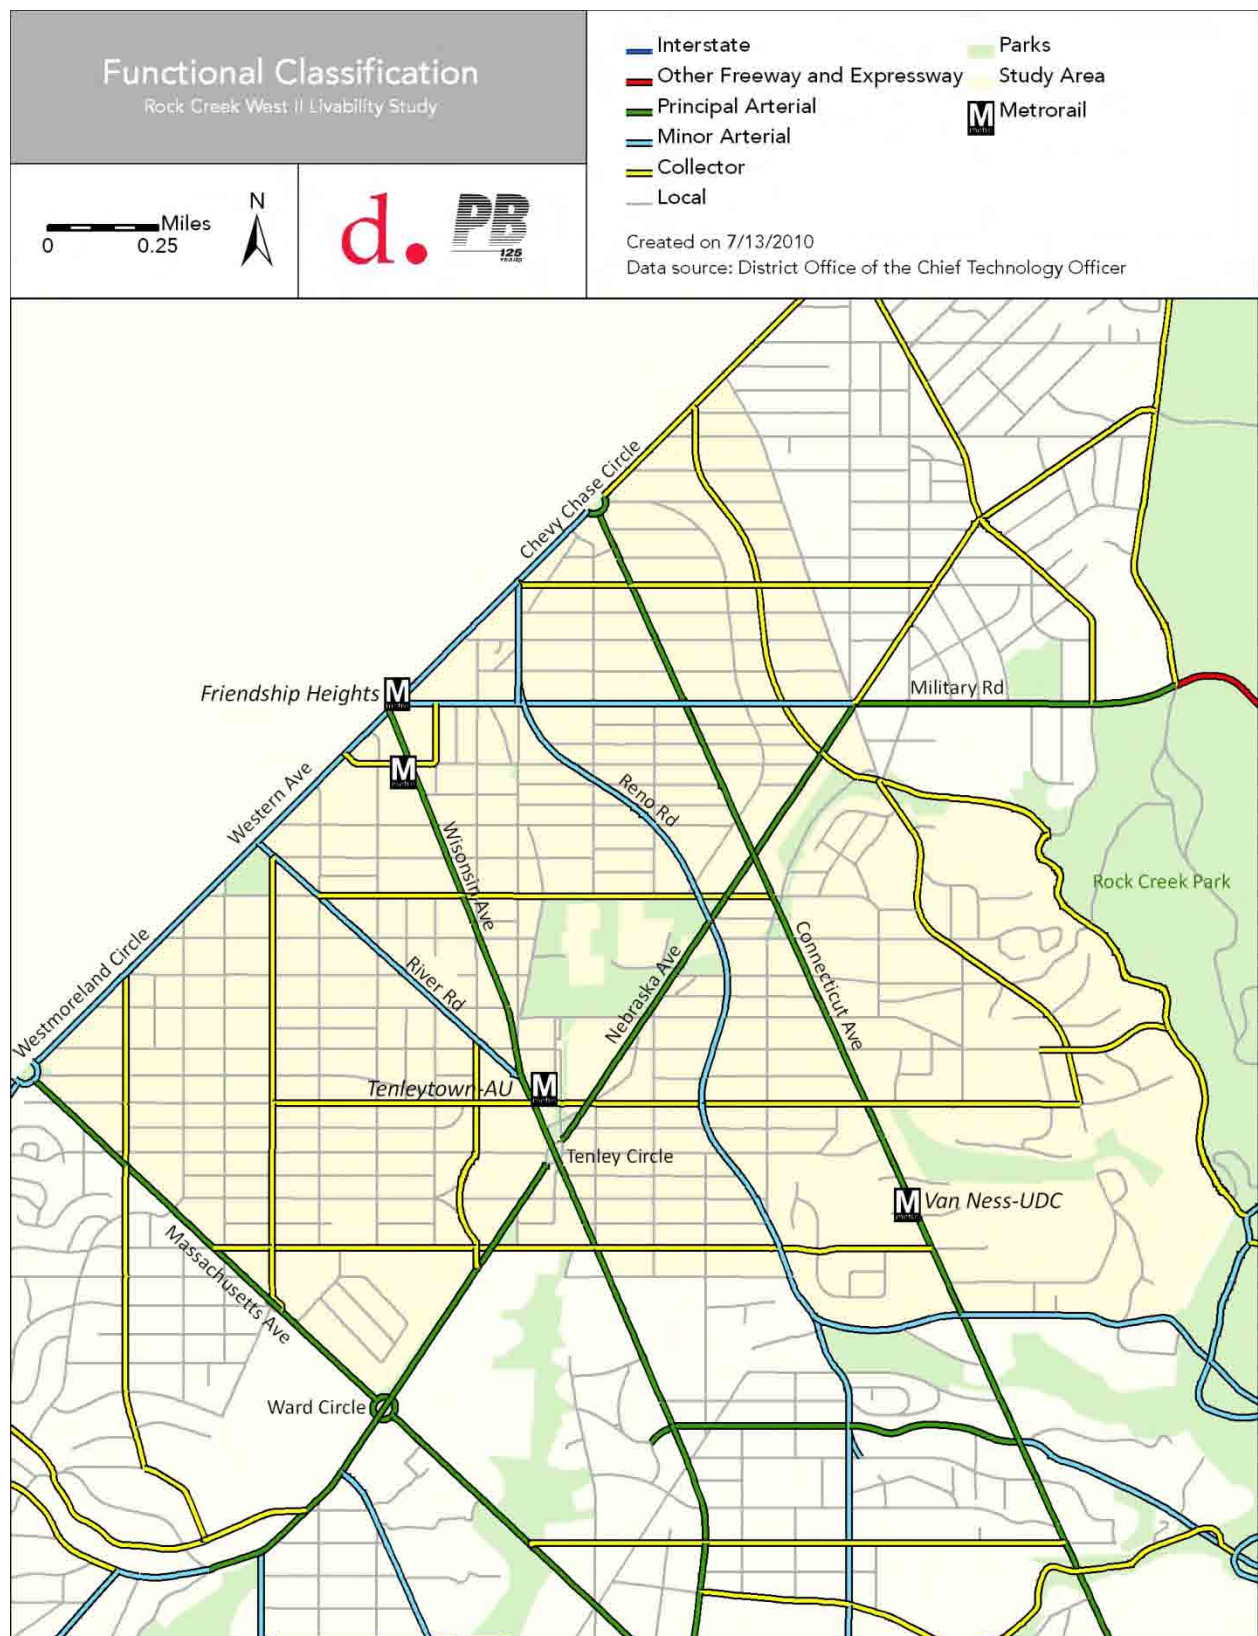 Functional Classification
Rock Creek West II Livability Study
Miles
0 0.25
N
d.
PB
125
YEARS
Interstate
Other Freeway and Expressway
Principal Arterial
Minor Arterial
Collector
Local
Parks
Study Area
M Metrorail
metro
Created on 7/13/2010
Data source: District Office of the Chief Technology Officer
Chevy Chase Circle
Friendship Heights M
M
Military Rd
Western Ave
Reno Rd
Wisonsin Ave
Rock Creek Park
Connecticut Ave
Westmoreland Circle
River Rd
Nebraska Ave
Tenleytown-AU M
Tenley Circle
M Van Ness-UDC
Massachusetts Ave
Ward Circle